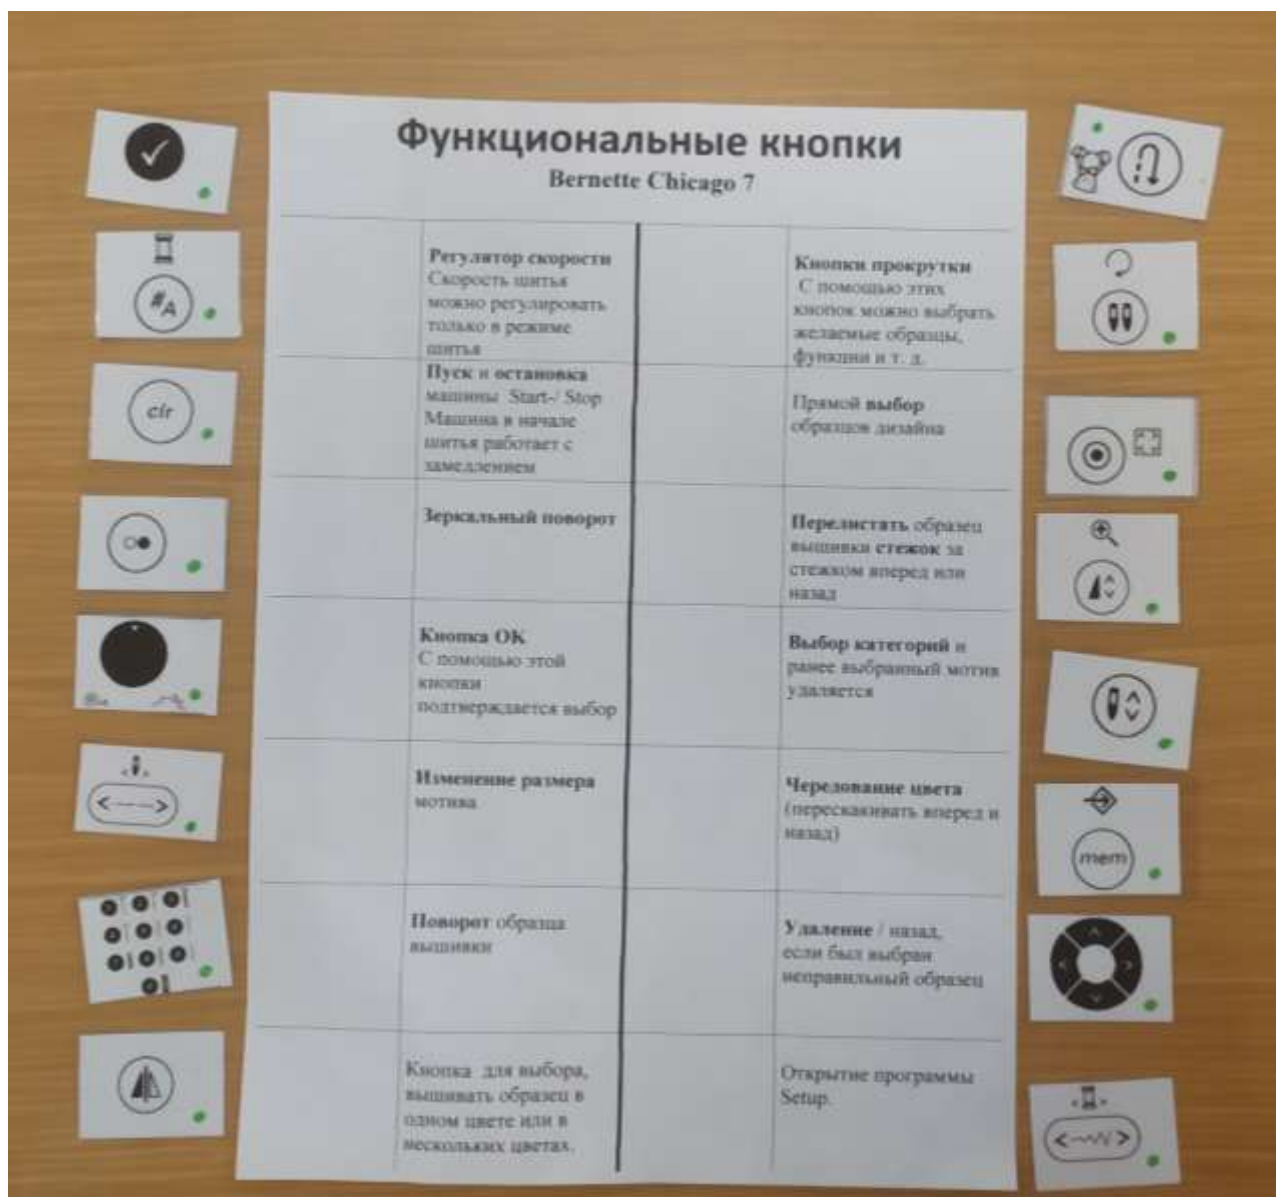 Функциональные кнопки
Bernette Chicago 7
Регулятор скорости
Скорость шитья
можно регулировать
только в режиме
шитья
Пуск и остановка
машины Start-/ Stop
Машина в начале
шитья работает с
замедлением
Зеркальный поворот
Кнопка ОК
С помощью этой
кнопки
подтверждается выбор
Изменение размера
мотива
Поворот образца
вышивки
Кнопка для выбора,
вышивать образец в
одном цвете или в
нескольких цветах.
Кнопки прокрутки
С помощью этих
кнопок можно выбрать
желаемые образцы,
функции и т. д.
Прямой выбор
образцов дизайна
Перелистать образец
вышивки стежок за
стежком вперед или
назад
Выбор категорий и
ранее выбранный мотив
удаляется
Чередование цвета
(перескакивать вперед и
назад)
Удаление / назад,
если был выбран
неправильный образец
Открытие программы
Setup.
#A
clr
mem